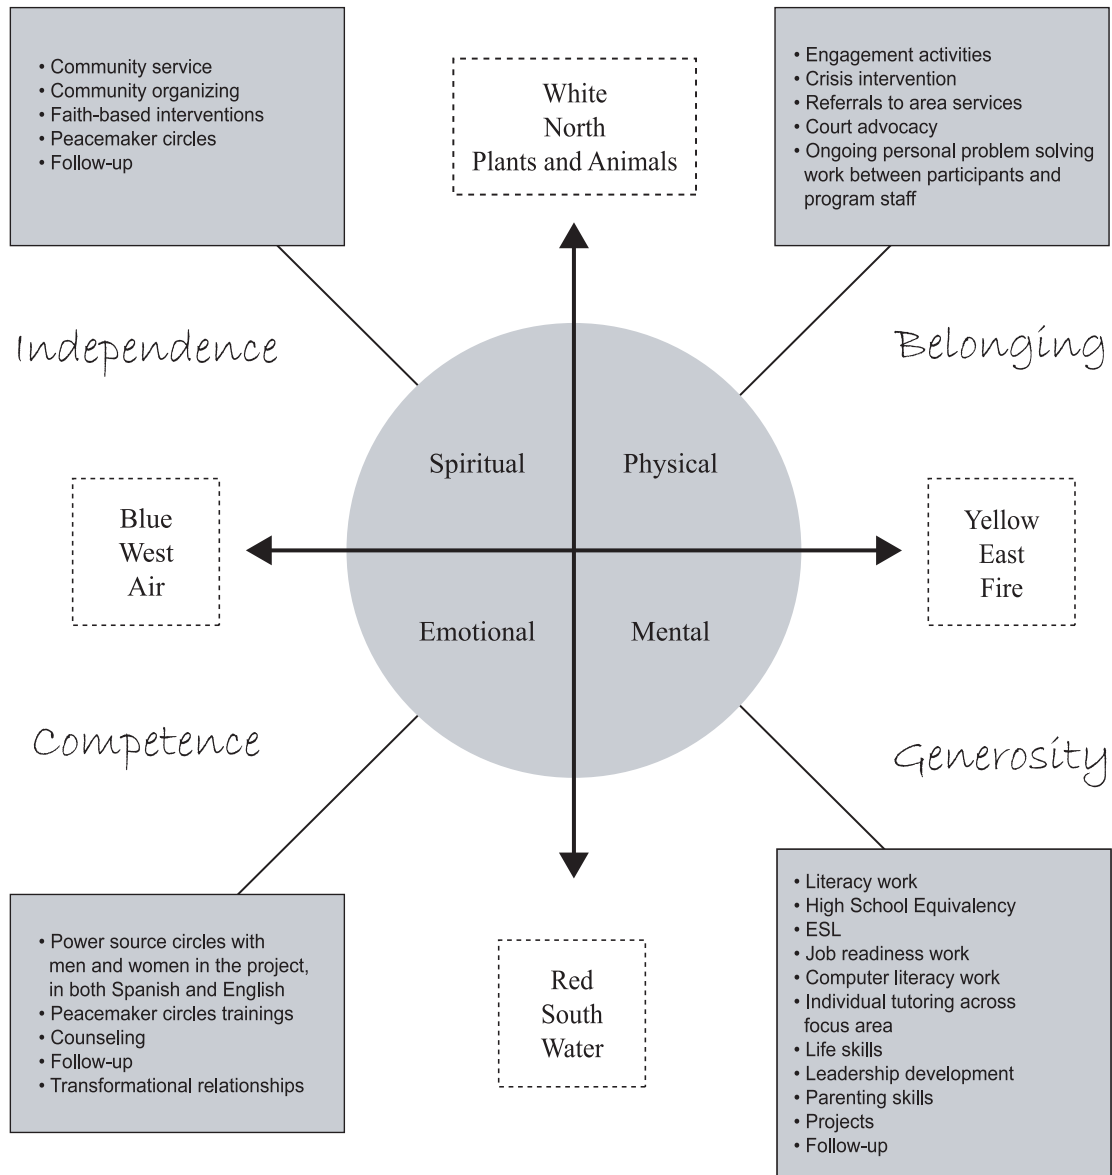 • Community service
• Community organizing
• Faith-based interventions
• Peacemaker circles
• Follow-up
White
North
Plants and Animals
• Engagement activities
• Crisis intervention
• Referrals to area services
• Court advocacy
• Ongoing personal problem solving
work between participants and
program staff
Independence
Belonging
Spiritual
Physical
Blue
West
Air
Yellow
East
Fire
Emotional
Mental
Competence
Generosity
• Power source circles with
men and women in the project,
in both Spanish and English
• Peacemaker circles trainings
• Counseling
• Follow-up
• Transformational relationships
Red
South
Water
• Literacy work
• High School Equivalency
• ESL
• Job readiness work
• Computer literacy work
• Individual tutoring across
focus area
• Life skills
• Leadership development
• Parenting skills
• Projects
• Follow-up